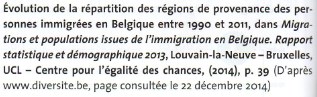 Évolution de la répartition des régions de provenance des per-
sonnes immigrées en Belgique entre 1990 et 2011, dans Migra-
tions et populations issues de l'immigration en Belgique. Rapport
statistique et démographique 2013, Louvain-la-Neuve – Bruxelles,
UCL – Centre pour l'égalité des chances, (2014), p. 39 (D'après
www.diversite.be, page consultée le 22 décembre 2014)